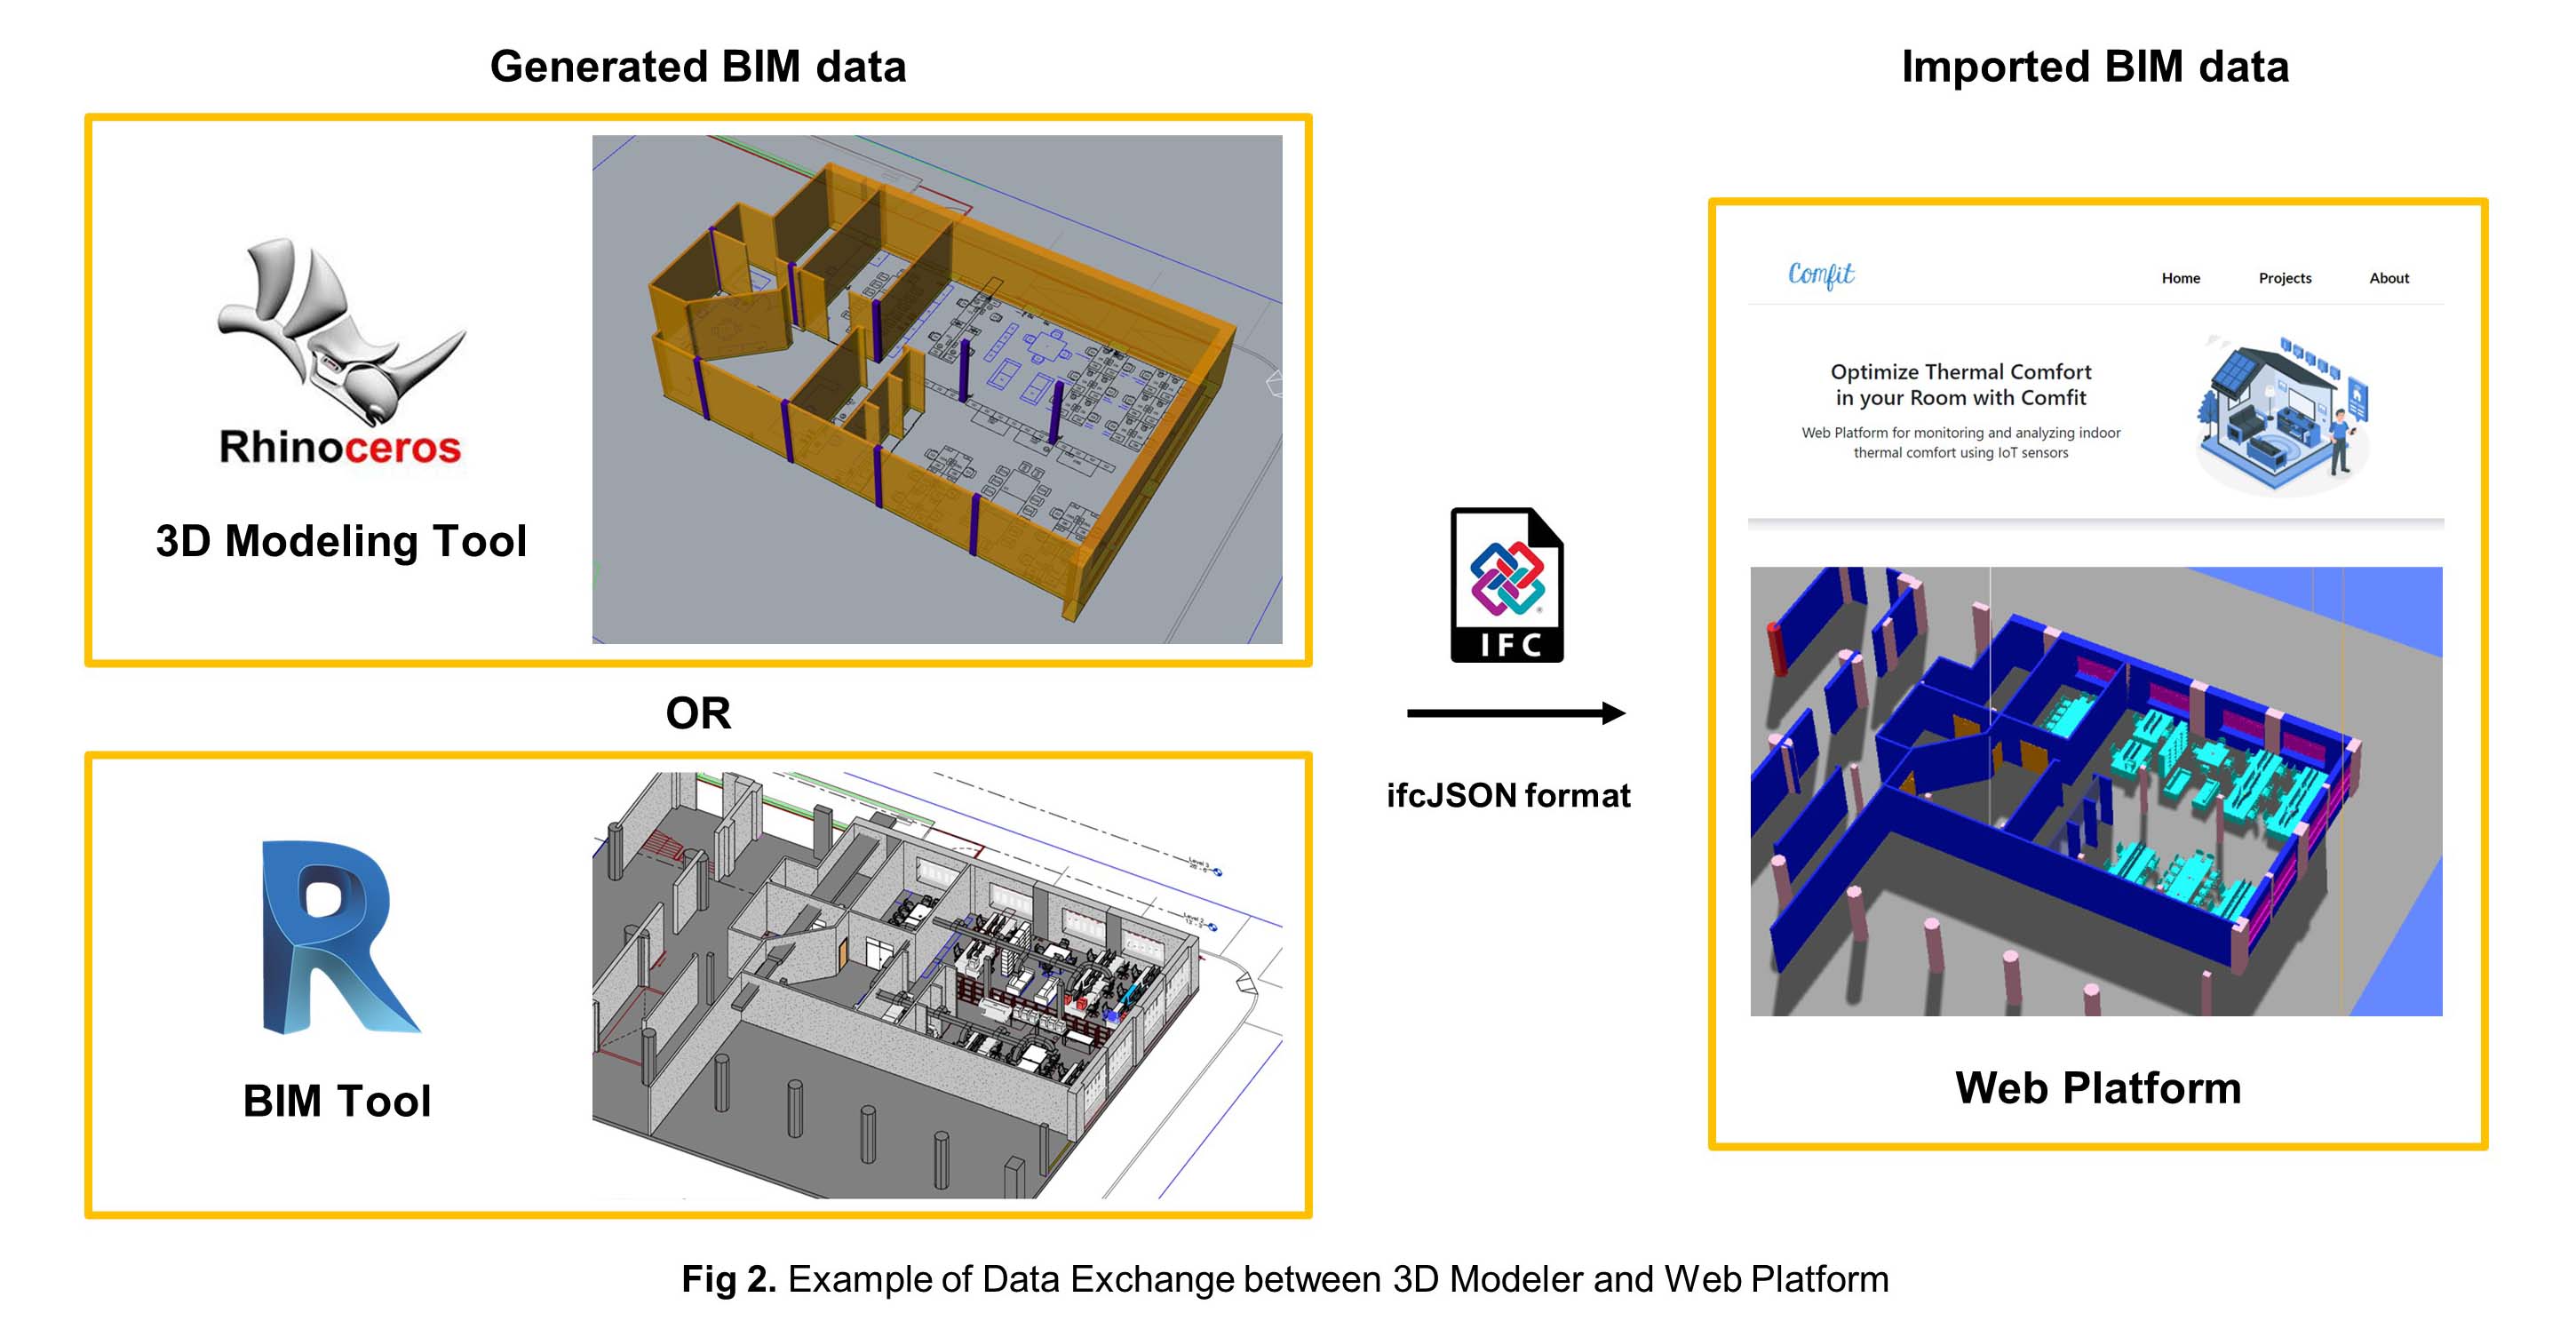 Generated BIM data
Imported BIM data
Rhinoceros
3D Modeling Tool
OR
BIM Tool
IFC
ifcJSON format
Comfit
Home Projects About
Optimize Thermal Comfort
in your Room with Comfit
Web Platform for monitoring and analyzing indoor
thermal comfort using IoT sensors
Web Platform
Fig 2. Example of Data Exchange between 3D Modeler and Web Platform